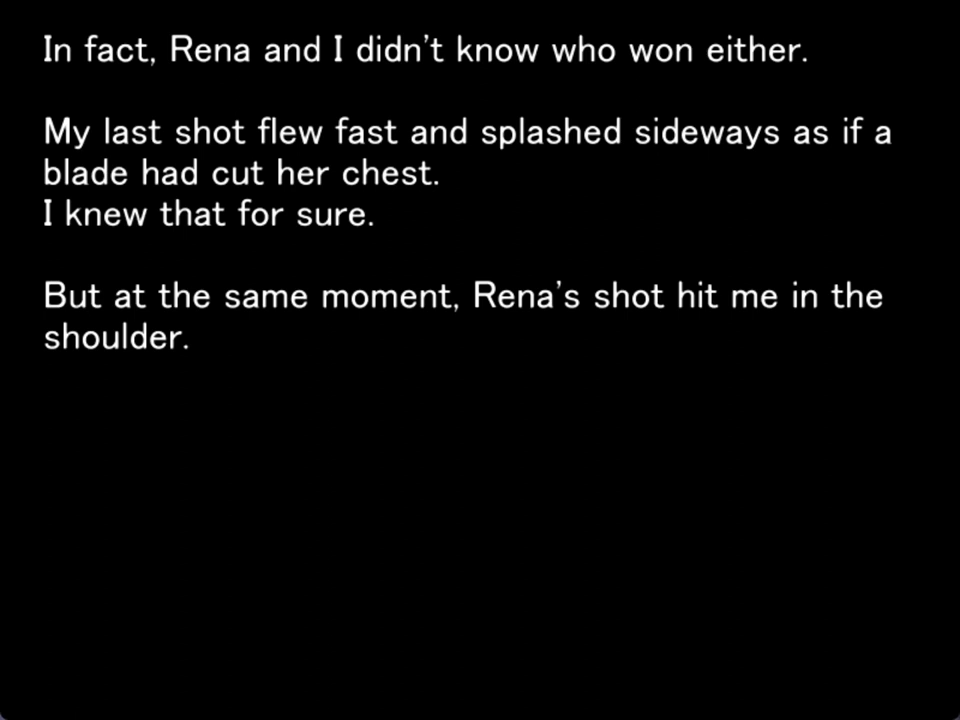 In fact, Rena and I didn't know who won either.
My last shot flew fast and splashed sideways as if a
blade had cut her chest.
I knew that for sure.
But at the same moment, Rena's shot hit me in the
shoulder.